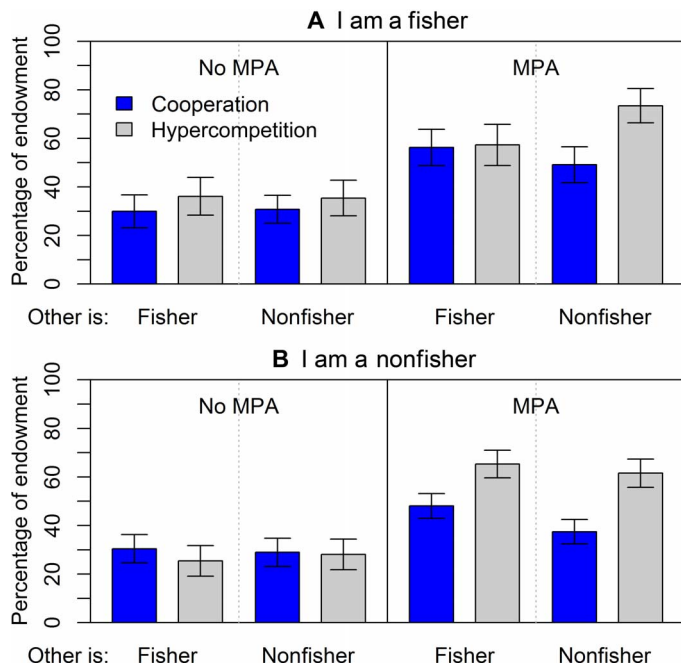 A I am a fisher
Percentage of endowment
0 20 40 60 80 100
No MPA
MPA
Cooperation
Hypercompetition
Other is: Fisher Nonfisher Fisher Nonfisher
B I am a nonfisher
Percentage of endowment
0 20 40 60 80 100
No MPA
MPA
Other is: Fisher Nonfisher Fisher Nonfisher